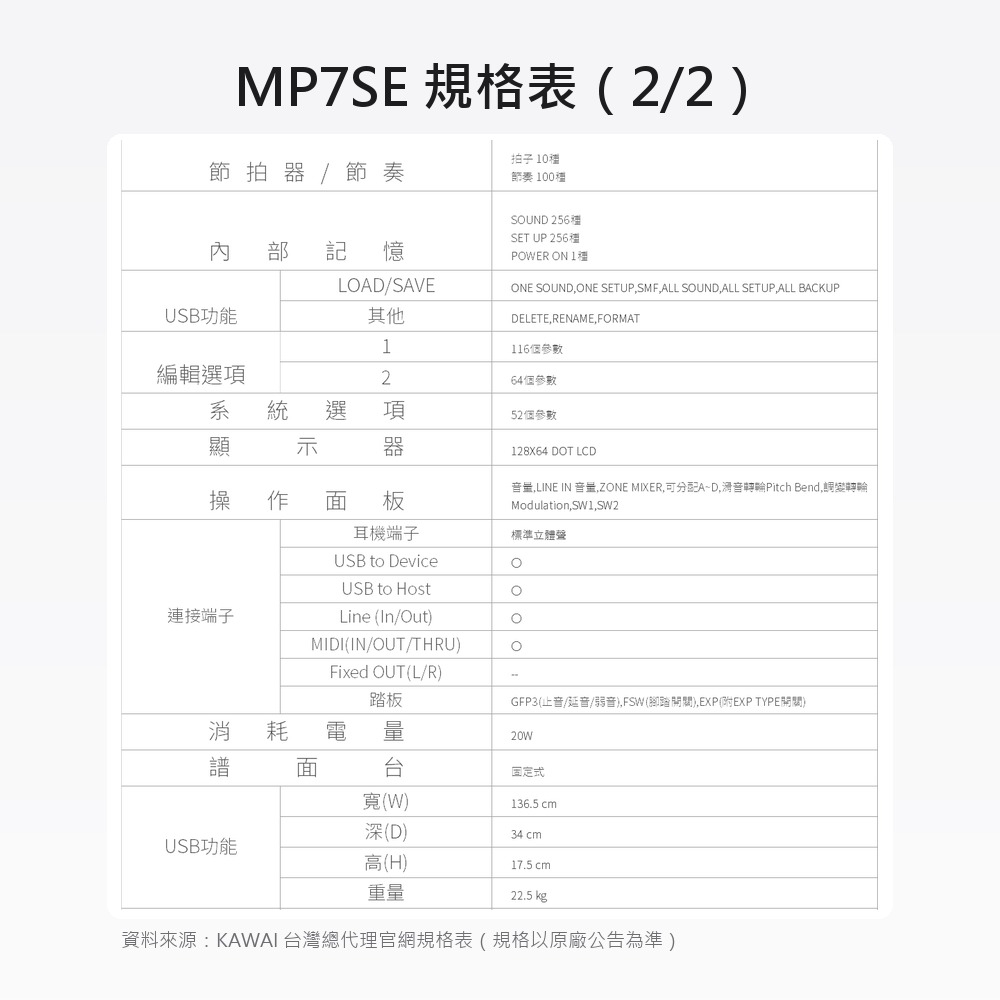 MP7SE 規格表（2/2）
節拍器/節奏
拍子 10種
節奏 100種
內部記憶
SOUND 256種
SET UP 256種
POWER ON 1種
USB功能
LOAD/SAVE
ONE SOUND,ONE SETUP,SMF,ALL SOUND,ALL SETUP,ALL BACKUP
其他
DELETE,RENAME,FORMAT
編輯選項
1
116個參數
2
64個參數
系統選項
52個參數
顯示器
128X64 DOT LCD
操作面板
音量,LINE IN 音量,ZONE MIXER,可分配A~D,滑音轉輪Pitch Bend,調變轉輪
Modulation,SW1,SW2
連接端子
耳機端子
標準立體聲
USB to Device
○
USB to Host
○
Line (In/Out)
○
MIDI(IN/OUT/THRU)
○
Fixed OUT(L/R)
--
踏板
GFP3(止音/延音/弱音),FSW(腳踏開關),EXP(附EXP TYPE開關)
消耗電量
20W
譜面台
固定式
USB功能
寬(W)
136.5 cm
深(D)
34 cm
高(H)
17.5 cm
重量
22.5 kg
資料來源：KAWAI 台灣總代理官網規格表（規格以原廠公告為準）